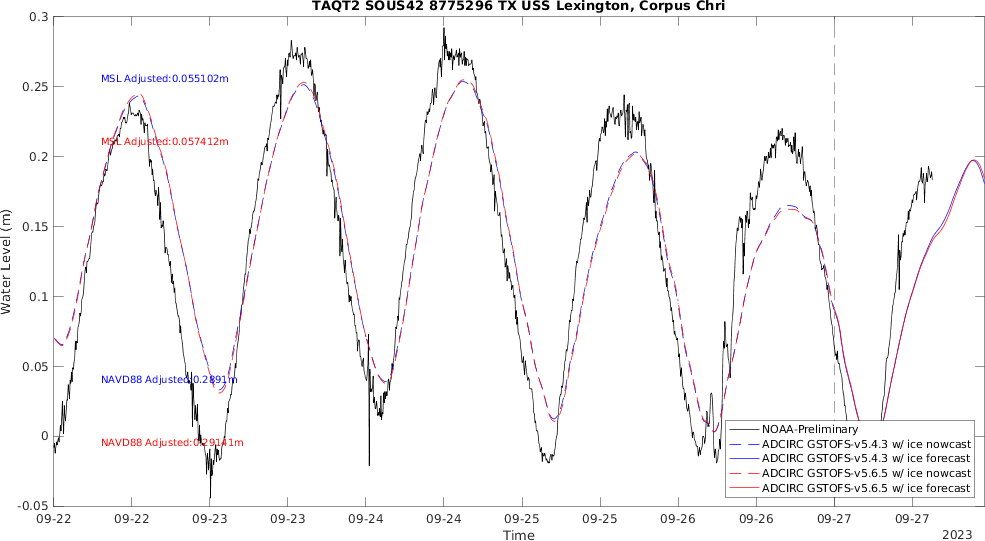 TAQT2 SOUS42 8775296 TX USS Lexington, Corpus Chri
0.3
0.25
0.2
0.15
0.1
0.05
0
-0.05
Water Level (m)
MSL Adjusted:0.055102m
MSL Adjusted:0.057412m
NAVD88 Adjusted:0.2891m
NAVD88 Adjusted:0.29141m
NOAA-Preliminary
ADCIRC GSTOFS-v5.4.3 w/ ice nowcast
ADCIRC GSTOFS-v5.4.3 w/ ice forecast
ADCIRC GSTOFS-v5.6.5 w/ ice nowcast
ADCIRC GSTOFS-v5.6.5 w/ ice forecast
09-22 09-22 09-23 09-23 09-24 09-24 09-25 09-25 09-26 09-26 09-27 09-27
Time
2023